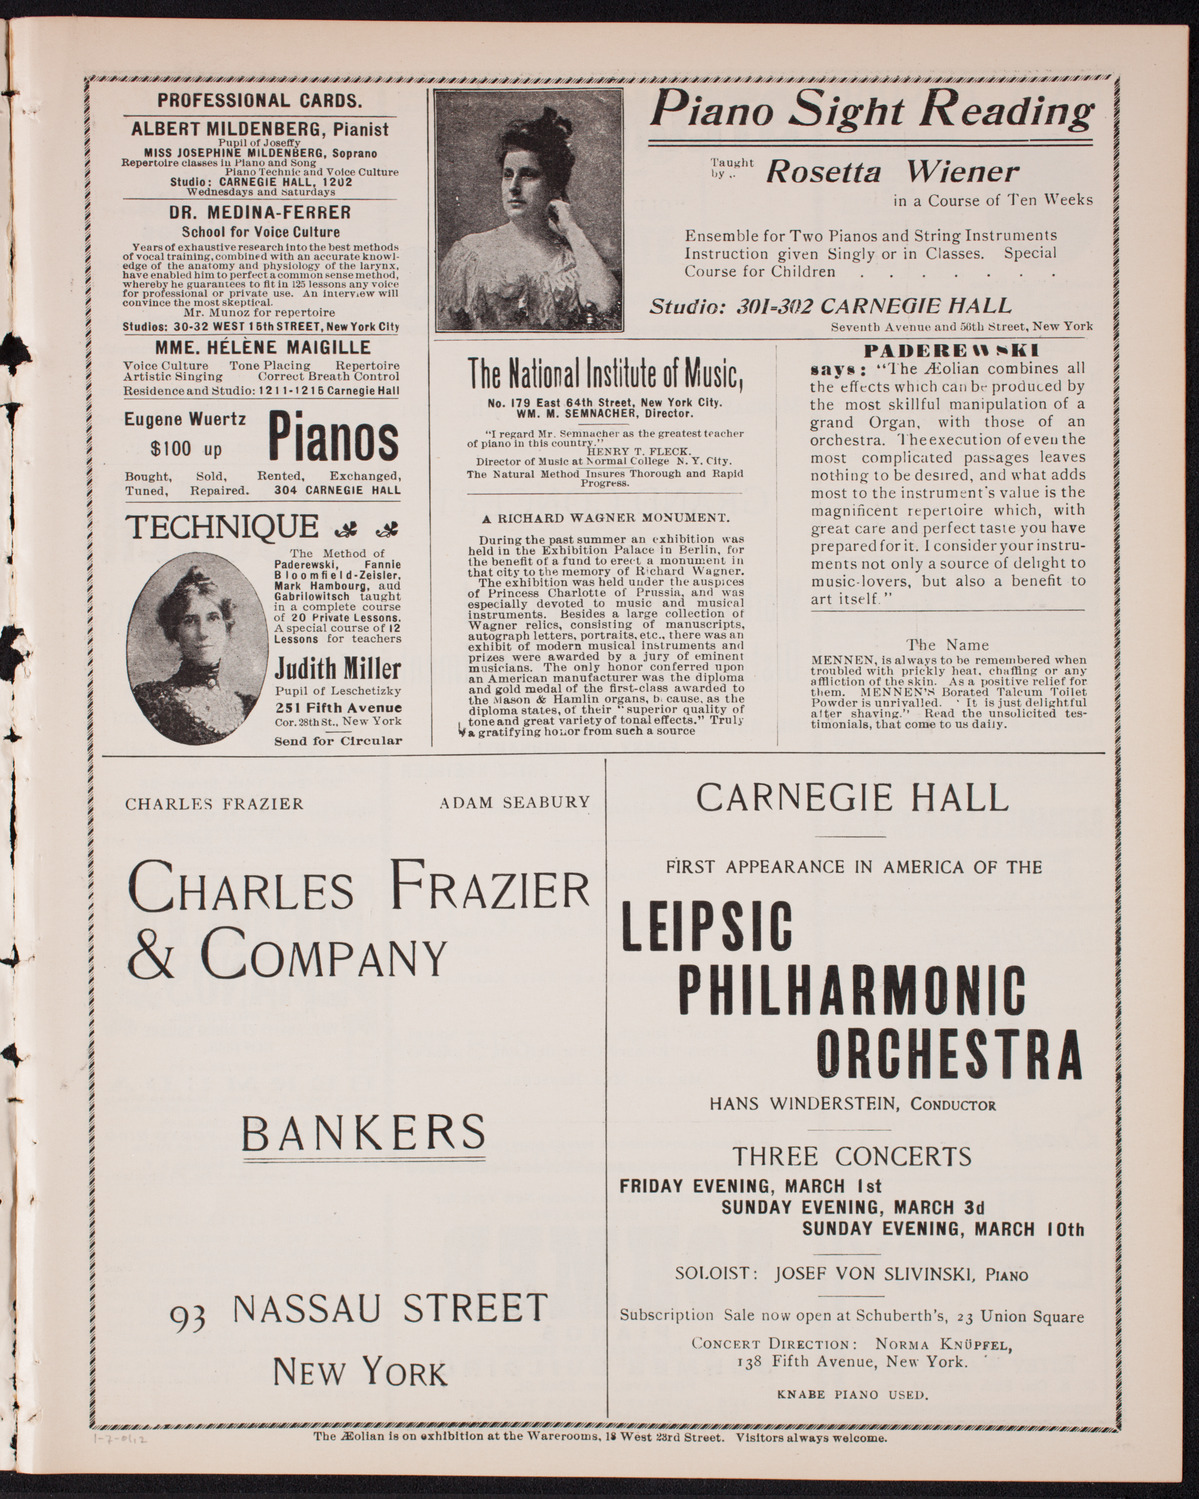 PROFESSIONAL CARDS.
ALBERT MILDENBERG, Pianist
Pupil of Joseffy
MISS JOSEPHINE MILDENBERG, Soprano
Repertoire classes in Piano and Song
Piano Technic and Voice Culture
Studio: CARNEGIE HALL, 1202
Wednesdays and Saturdays
DR. MEDINA-FERRER
School for Voice Culture
Years of exhaustive research into the best methods
of vocal training, combined with an accurate knowl-
edge of the anatomy and physiology of the larynx,
have enabled him to perfect a common sense method,
whereby he guarantees to fit in 125 lessons any voice
for professional or private use. An interview will
convince the most skeptical.
Mr. Munoz for repertoire
Studios: 30-32 WEST 15th STREET, New York City
MME. HÉLÈNE MAIGILLE
Voice Culture Tone Placing Repertoire
Artistic Singing Correct Breath Control
Residence and Studio: 1211-1215 Carnegie Hall
Eugene Wuertz
$100 up
Pianos
Bought, Sold, Rented, Exchanged,
Tuned, Repaired. 304 CARNEGIE HALL
TECHNIQUE
The Method of
Paderewski, Fannie
Bloomfield-Zeisler,
Mark Hambourg, and
Gabrilowitsch taught
in a complete course
of 20 Private Lessons.
A special course of 12
Lessons for teachers
Judith Miller
Pupil of Leschetizky
251 Fifth Avenue
Cor. 28th St., New York
Send for Circular
Piano Sight Reading
Taught
by ..
Rosetta Wiener
in a Course of Ten Weeks
Ensemble for Two Pianos and String Instruments
Instruction given Singly or in Classes. Special
Course for Children . . . . . . .
Studio: 301-302 CARNEGIE HALL
Seventh Avenue and 56th Street, New York
The National Institute of Music,
No. 179 East 64th Street, New York City.
WM. M. SEMNACHER, Director.
"I regard Mr. Semnacher as the greatest teacher
of piano in this country."
HENRY T. FLECK.
Director of Music at Normal College N. Y. City.
The Natural Method Insures Thorough and Rapid
Progress.
A RICHARD WAGNER MONUMENT.
During the past summer an exhibition was
held in the Exhibition Palace in Berlin, for
the benefit of a fund to erect a monument in
that city to the memory of Richard Wagner.
The exhibition was held under the auspices
of Princess Charlotte of Prussia, and was
especially devoted to music and musical
instruments. Besides a large collection of
Wagner relics, consisting of manuscripts,
autograph letters, portraits, etc., there was an
exhibit of modern musical instruments and
prizes were awarded by a jury of eminent
musicians. The only honor conferred upon
an American manufacturer was the diploma
and gold medal of the first-class awarded to
the Mason & Hamlin organs, b cause, as the
diploma states, of their "superior quality of
tone and great variety of tonal effects." Truly
a gratifying honor from such a source
PADEREWSKI
says: "The Æolian combines all
the effects which can be produced by
the most skillful manipulation of a
grand Organ, with those of an
orchestra. The execution of even the
most complicated passages leaves
nothing to be desired, and what adds
most to the instrument's value is the
magnificent repertoire which, with
great care and perfect taste you have
prepared for it. I consider your instru-
ments not only a source of delight to
music-lovers, but also a benefit to
art itself."
The Name
MENNEN, is always to be remembered when
troubled with prickly heat, chaffing or any
affliction of the skin. As a positive relief for
them. MENNEN'S Borated Talcum Toilet
Powder is unrivalled. ' It is just delightful
after shaving." Read the unsolicited tes-
timonials, that come to us daily.
CHARLES FRAZIER ADAM SEABURY
CHARLES FRAZIER
& COMPANY
BANKERS
93 NASSAU STREET
NEW YORK
CARNEGIE HALL
FIRST APPEARANCE IN AMERICA OF THE
LEIPSIC
PHILHARMONIC
ORCHESTRA
HANS WINDERSTEIN, CONDUCTOR
THREE CONCERTS
FRIDAY EVENING, MARCH 1st
SUNDAY EVENING, MARCH 3d
SUNDAY EVENING, MARCH 10th
SOLOIST: JOSEF VON SLIVINSKI, PIANO
Subscription Sale now open at Schuberth's, 23 Union Square
CONCERT DIRECTION: NORMA KNÜPFEL,
138 Fifth Avenue, New York.
KNABE PIANO USED.
The Æolian is on exhibition at the Warerooms, 18 West 23rd Street. Visitors always welcome.